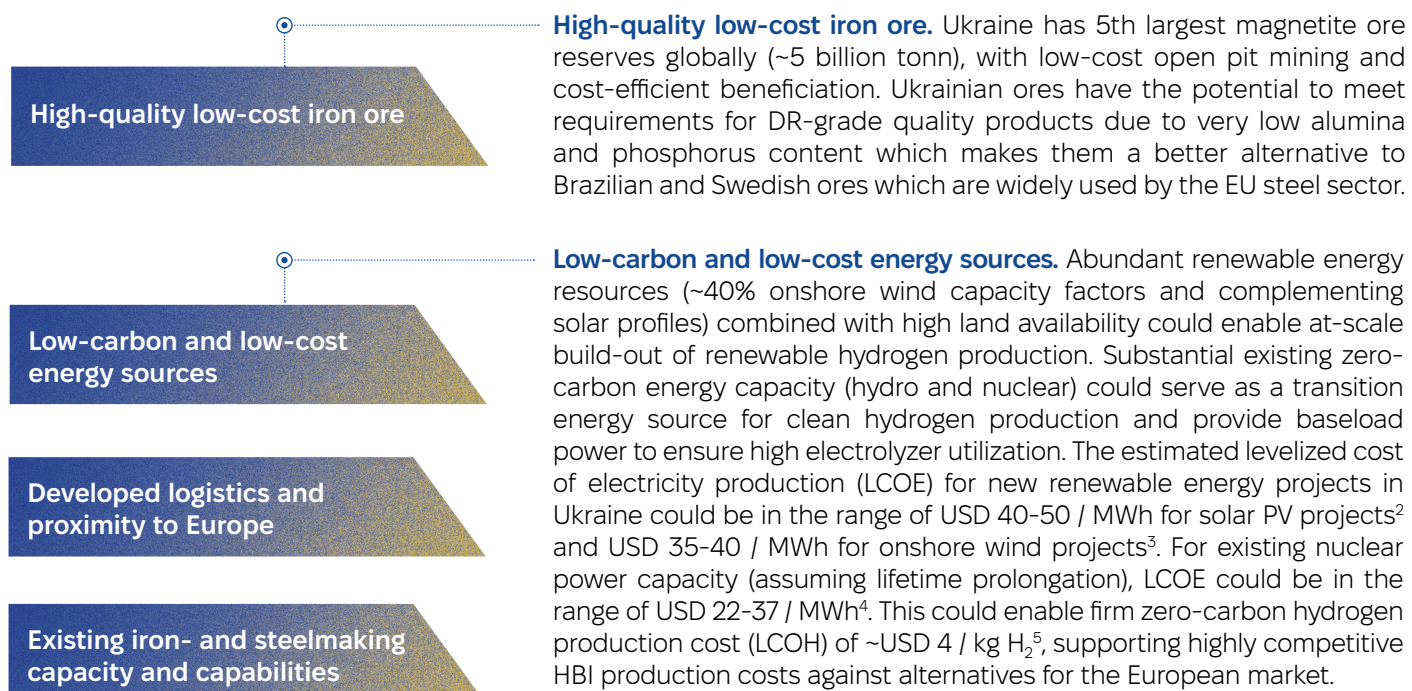 High-quality low-cost iron ore
High-quality low-cost iron ore. Ukraine has 5th largest magnetite ore
reserves globally (~5 billion tonn), with low-cost open pit mining and
cost-efficient beneficiation. Ukrainian ores have the potential to meet
requirements for DR-grade quality products due to very low alumina
and phosphorus content which makes them a better alternative to
Brazilian and Swedish ores which are widely used by the EU steel sector.
Low-carbon and low-cost
energy sources
Developed logistics and
proximity to Europe
Existing iron- and steelmaking
capacity and capabilities
Low-carbon and low-cost energy sources. Abundant renewable energy
resources (~40% onshore wind capacity factors and complementing
solar profiles) combined with high land availability could enable at-scale
build-out of renewable hydrogen production. Substantial existing zero-
carbon energy capacity (hydro and nuclear) could serve as a transition
energy source for clean hydrogen production and provide baseload
power to ensure high electrolyzer utilization. The estimated levelized cost
of electricity production (LCOE) for new renewable energy projects in
Ukraine could be in the range of USD 40-50 / MWh for solar PV projects²
and USD 35-40 / MWh for onshore wind projects³. For existing nuclear
power capacity (assuming lifetime prolongation), LCOE could be in the
range of USD 22-37 / MWh⁴. This could enable firm zero-carbon hydrogen
production cost (LCOH) of ~USD 4 / kg H₂⁵, supporting highly competitive
HBI production costs against alternatives for the European market.